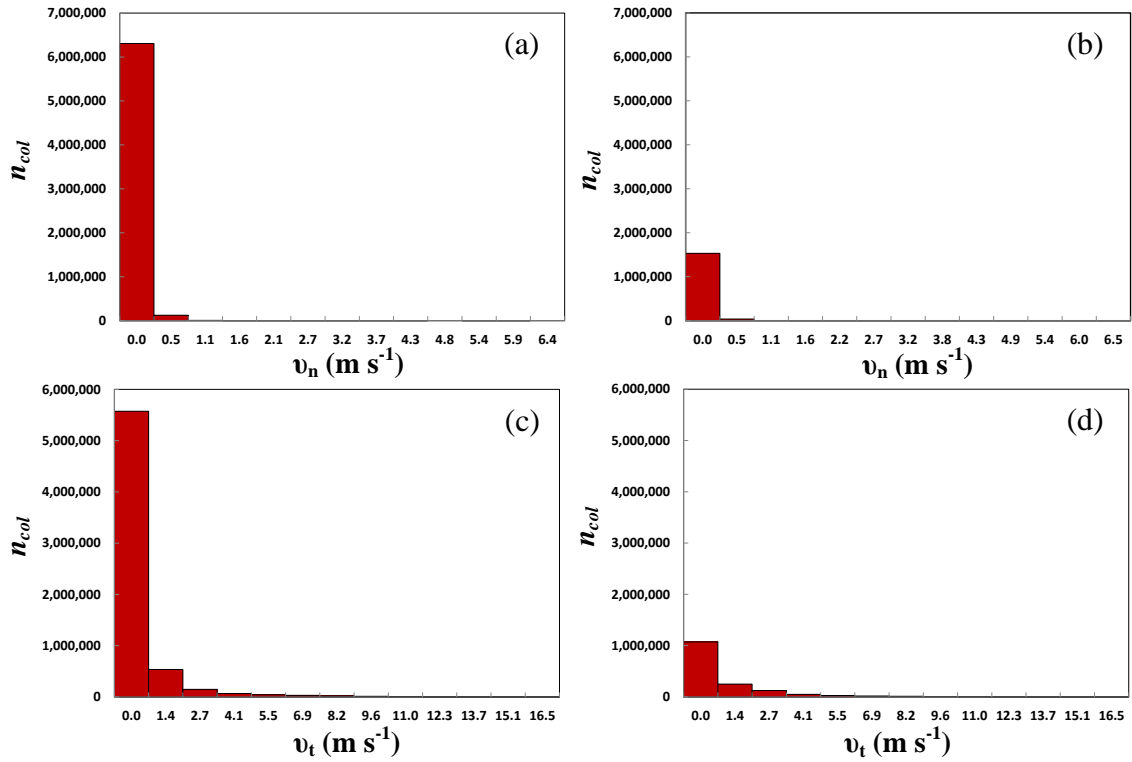 (a)
n_col
7,000,000
6,000,000
5,000,000
4,000,000
3,000,000
2,000,000
1,000,000
0
0.0 0.5 1.1 1.6 2.1 2.7 3.2 3.7 4.3 4.8 5.4 5.9 6.4
υn (m s-1)
(b)
n_col
7,000,000
6,000,000
5,000,000
4,000,000
3,000,000
2,000,000
1,000,000
0
0.0 0.5 1.1 1.6 2.2 2.7 3.2 3.8 4.3 4.9 5.4 6.0 6.5
υn (m s-1)
(c)
n_col
6,000,000
5,000,000
4,000,000
3,000,000
2,000,000
1,000,000
0
0.0 1.4 2.7 4.1 5.5 6.9 8.2 9.6 11.0 12.3 13.7 15.1 16.5
υt (m s-1)
(d)
n_col
6,000,000
5,000,000
4,000,000
3,000,000
2,000,000
1,000,000
0
0.0 1.4 2.7 4.1 5.5 6.9 8.2 9.6 11.0 12.3 13.7 15.1 16.5
υt (m s-1)